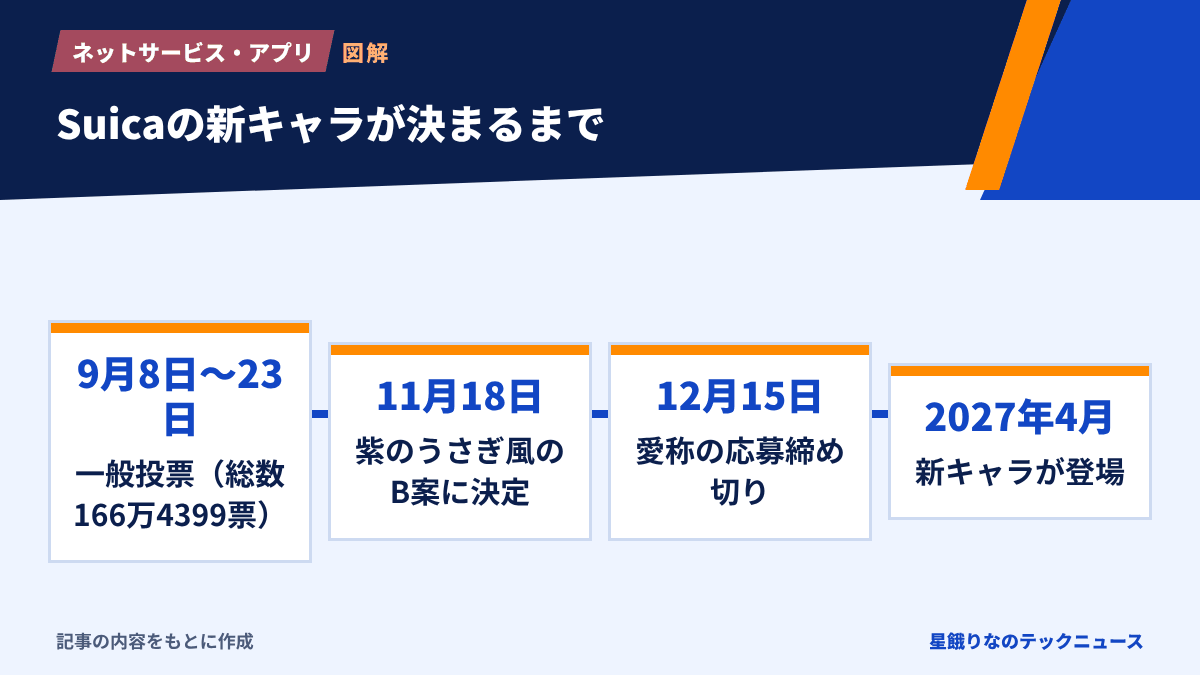 ネットサービス・アプリ 図解
Suicaの新キャラが決まるまで
9月8日〜23
日
一般投票（総数
166万4399票）
11月18日
紫のうさぎ風の
B案に決定
12月15日
愛称の応募締め
切り
2027年4月
新キャラが登場
記事の内容をもとに作成
星餓りなのテックニュース